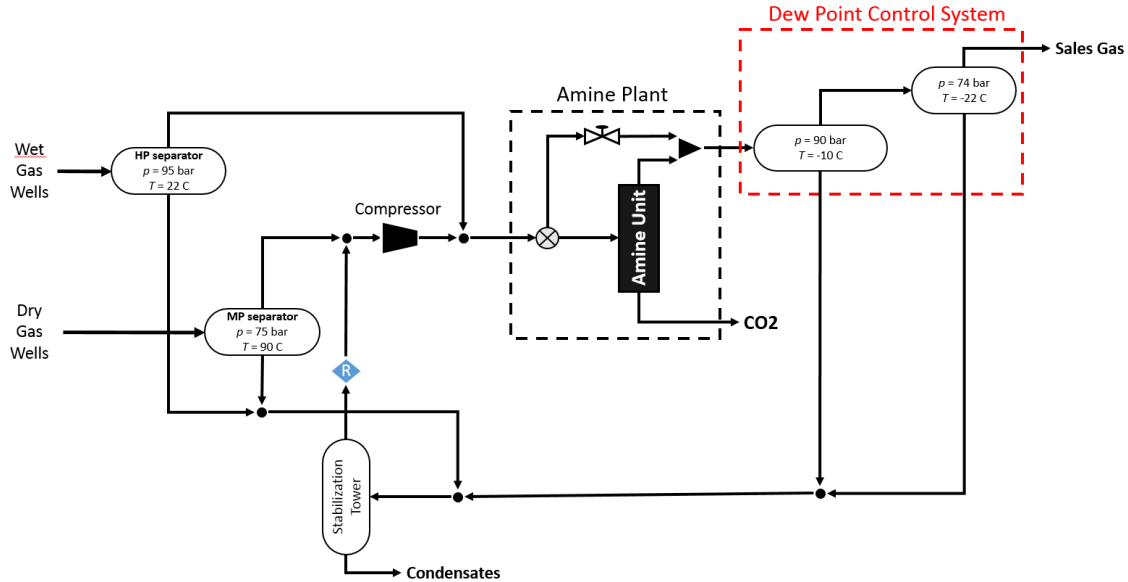 Dew Point Control System
Sales Gas
p = 74 bar
T = -22 C
Amine Plant
p = 90 bar
T = -10 C
Wet
Gas
Wells
HP separator
p = 95 bar
T = 22 C
Compressor
Amine Unit
Dry
Gas
Wells
MP separator
p = 75 bar
T = 90 C
CO2
R
Stabilization
Tower
Condensates